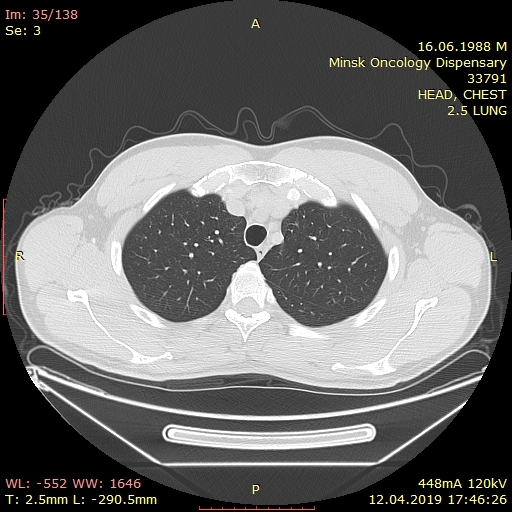 Im: 35/138
Se: 3
A
16.06.1988 M
Minsk Oncology Dispensary
33791
HEAD, CHEST
2.5 LUNG
R
L
WL: -552 WW: 1646
T: 2.5mm L: -290.5mm
P
448mA 120kV
12.04.2019 17:46:26